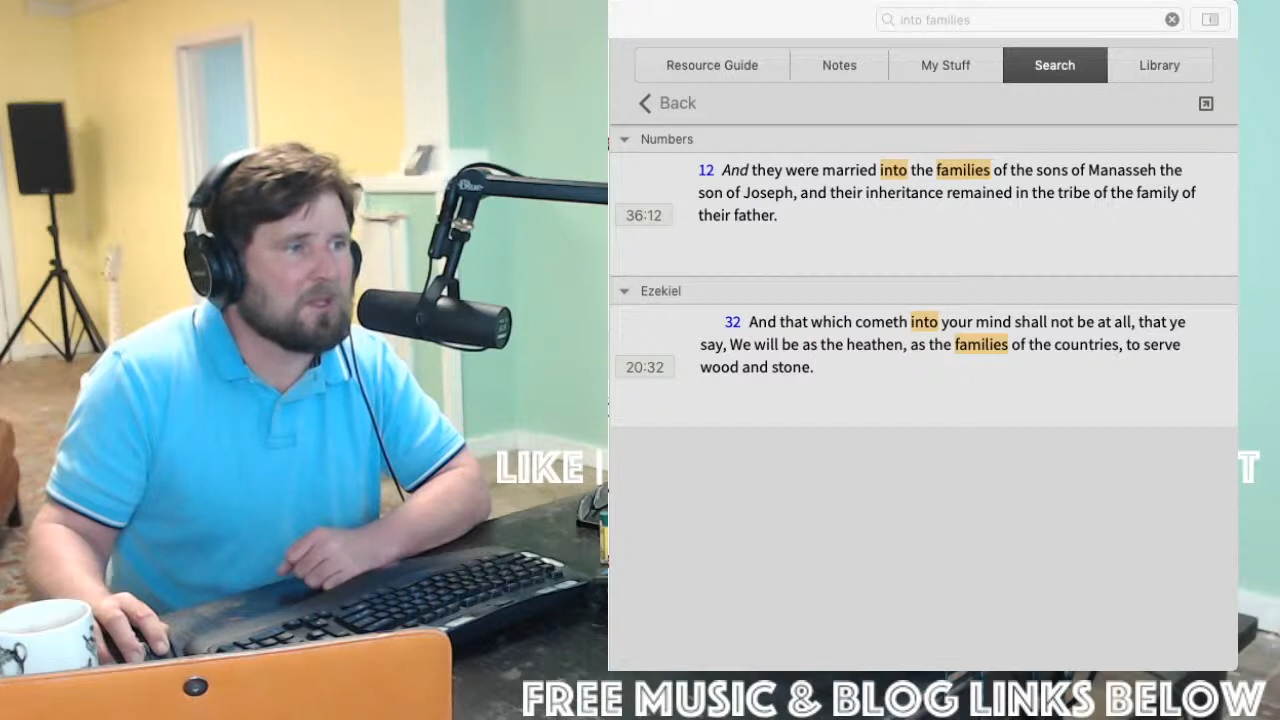 into families
Resource Guide
Notes
My Stuff
Search
Library
Back
Numbers
12 And they were married into the families of the sons of Manasseh the
son of Joseph, and their inheritance remained in the tribe of the family of
36:12
their father.
Ezekiel
32 And that which cometh into your mind shall not be at all, that ye
say, We will be as the heathen, as the families of the countries, to serve
20:32
wood and stone.
LIKE |
T
FREE MUSIC & BLOG LINKS BELOW